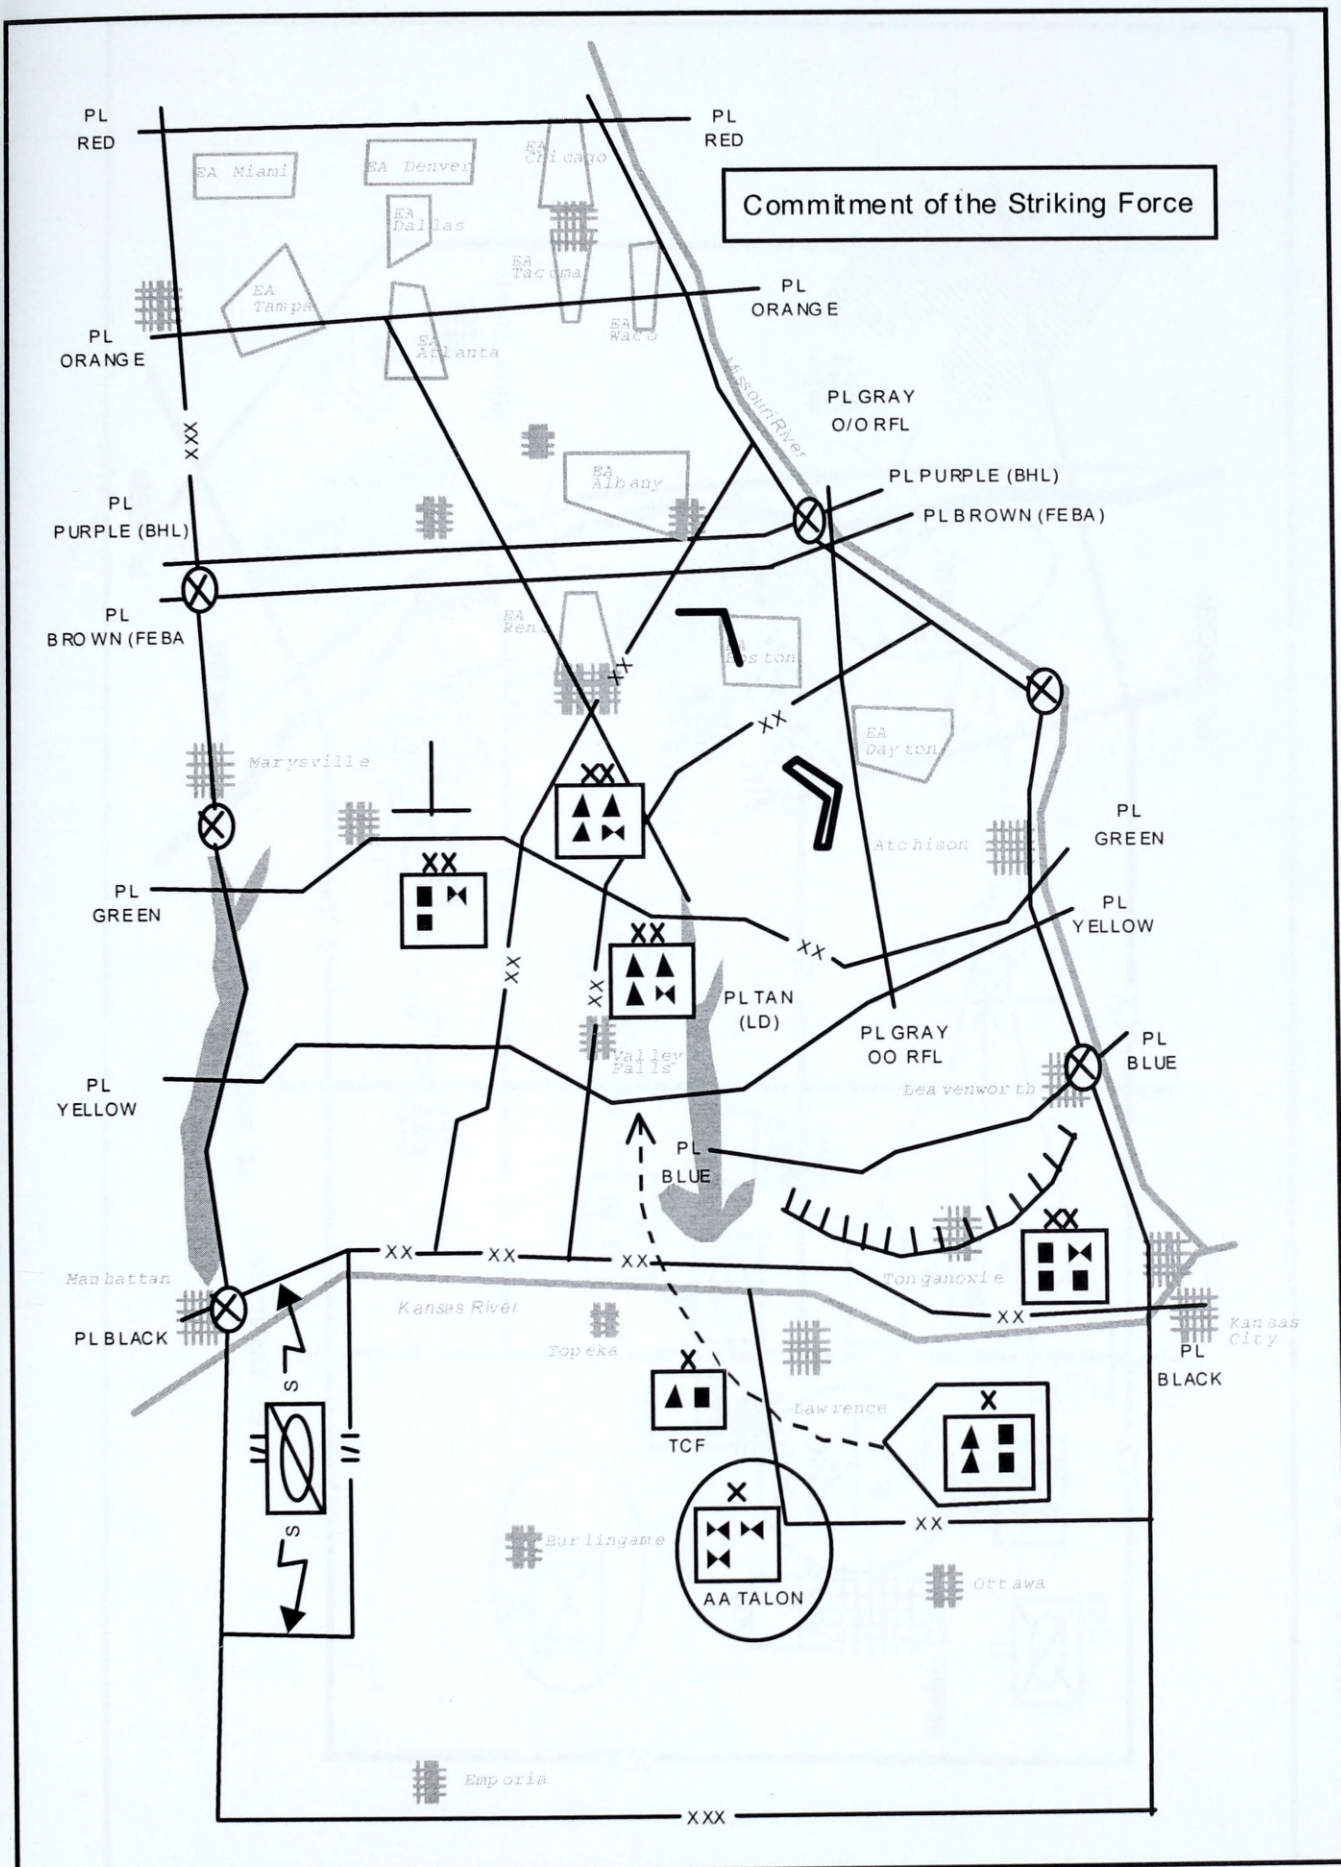 PL
RED
PL
RED
EA Miami
EA Denver
EA
Chicago
Commitment of the Striking Force
EA
Dallas
EA
Tacoma
EA
Tampa
PL
ORANGE
EA
Waco
PL
ORANGE
EA
Atlanta
Missouri River
XXX
PL GRAY
O/O RFL
EA
Albany
PL PURPLE (BHL)
PL
PURPLE (BHL)
PL BROWN (FEBA)
PL
BROWN (FEBA
EA
Reno
XX
EA
Boston
XX
EA
Dayton
Marysville
XX
PL
GREEN
Atchison
XX
PL
GREEN
PL
YELLOW
XX
XX
XX
XX
PL TAN
(LD)
PL GRAY
OO RFL
PL
BLUE
Valley
Falls
Leavenworth
PL
YELLOW
PL
BLUE
XX
XX
XX
XX
Manhattan
Tonganoxie
Kansas River
XX
PL BLACK
Kansas
City
Topeka
PL
BLACK
X
S
Lawrence
X
TCF
X
S
XX
Burlingame
Ottawa
AA TALON
Emporia
XXX